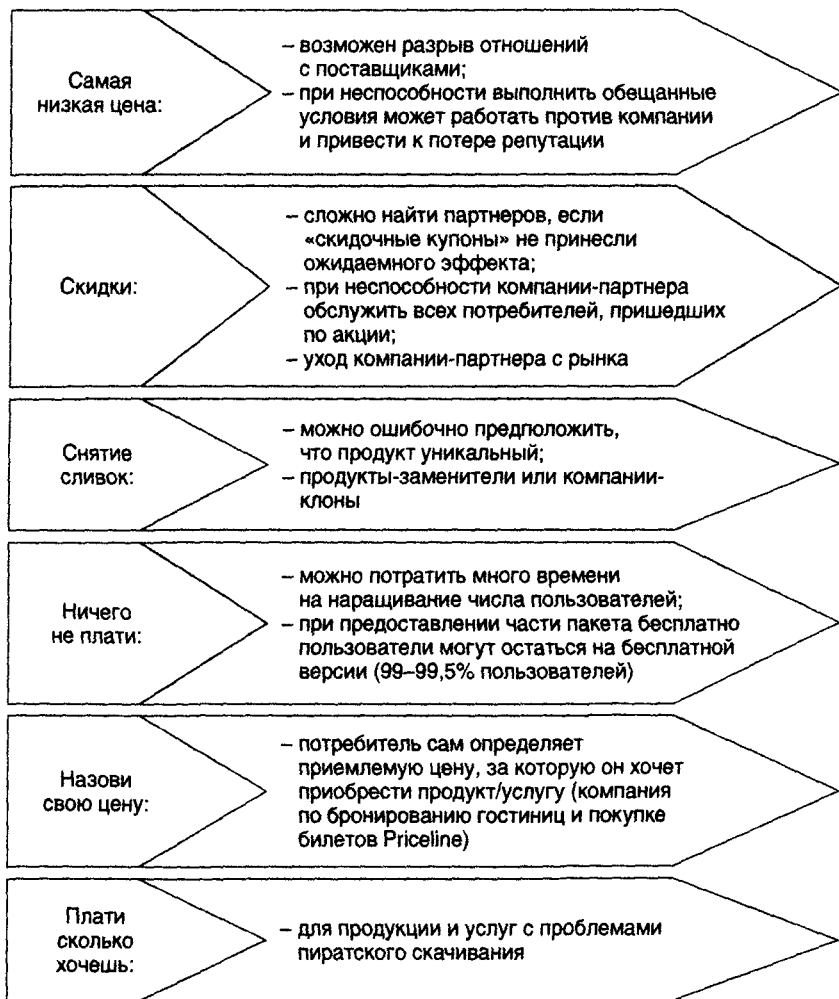 Самая
низкая цена:
– возможен разрыв отношений
с поставщиками;
– при неспособности выполнить обещанные
условия может работать против компании
и привести к потере репутации
Скидки:
– сложно найти партнеров, если
«скидочные купоны» не принесли
ожидаемого эффекта;
– при неспособности компании-партнера
обслужить всех потребителей, пришедших
по акции;
– уход компании-партнера с рынка
Снятие
сливок:
– можно ошибочно предположить,
что продукт уникальный;
– продукты-заменители или компании-
клоны
Ничего
не плати:
– можно потратить много времени
на наращивание числа пользователей;
– при предоставлении части пакета бесплатно
пользователи могут остаться на бесплатной
версии (99–99,5% пользователей)
Назови
свою цену:
– потребитель сам определяет
приемлемую цену, за которую он хочет
приобрести продукт/услугу (компания
по бронированию гостиниц и покупке
билетов Priceline)
Плати
сколько
хочешь:
– для продукции и услуг с проблемами
пиратского скачивания